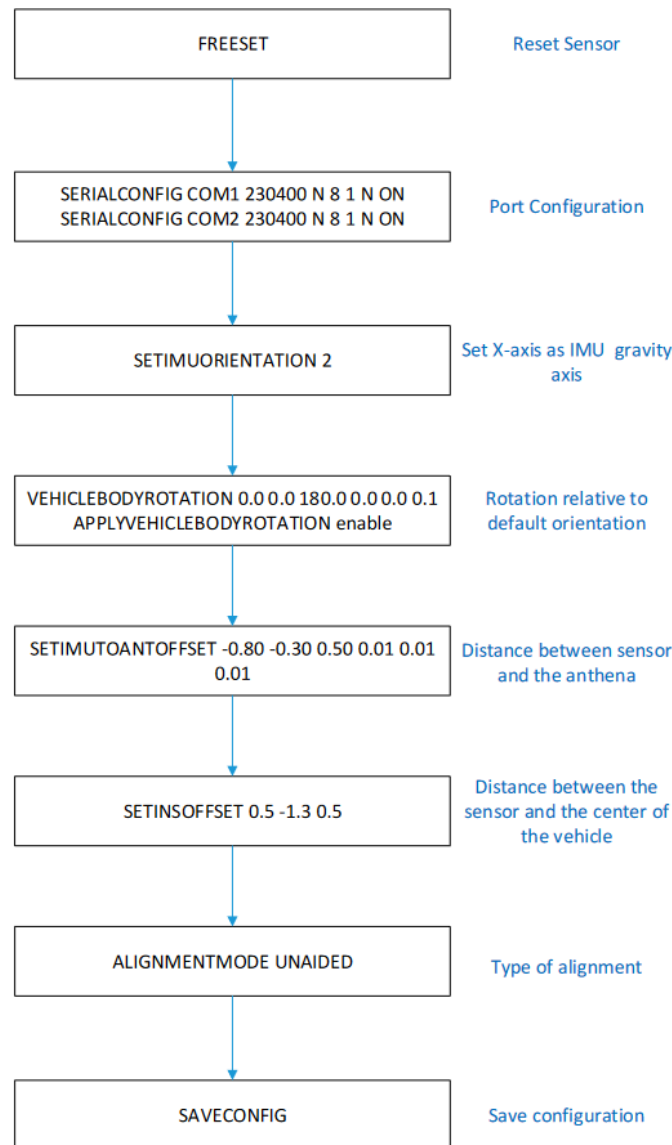 FREESET
Reset Sensor
SERIALCONFIG COM1 230400 N 8 1 N ON
SERIALCONFIG COM2 230400 N 8 1 N ON
Port Configuration
SETIMUORIENTATION 2
Set X-axis as IMU gravity
axis
VEHICLEBODYROTATION 0.0 0.0 180.0 0.0 0.0 0.1
APPLYVEHICLEBODYROTATION enable
Rotation relative to
default orientation
SETIMUTOANTOFFSET -0.80 -0.30 0.50 0.01 0.01
0.01
Distance between sensor
and the anthena
SETINSOFFSET 0.5 -1.3 0.5
Distance between the
sensor and the center of
the vehicle
ALIGNMENTMODE UNAIDED
Type of alignment
SAVECONFIG
Save configuration